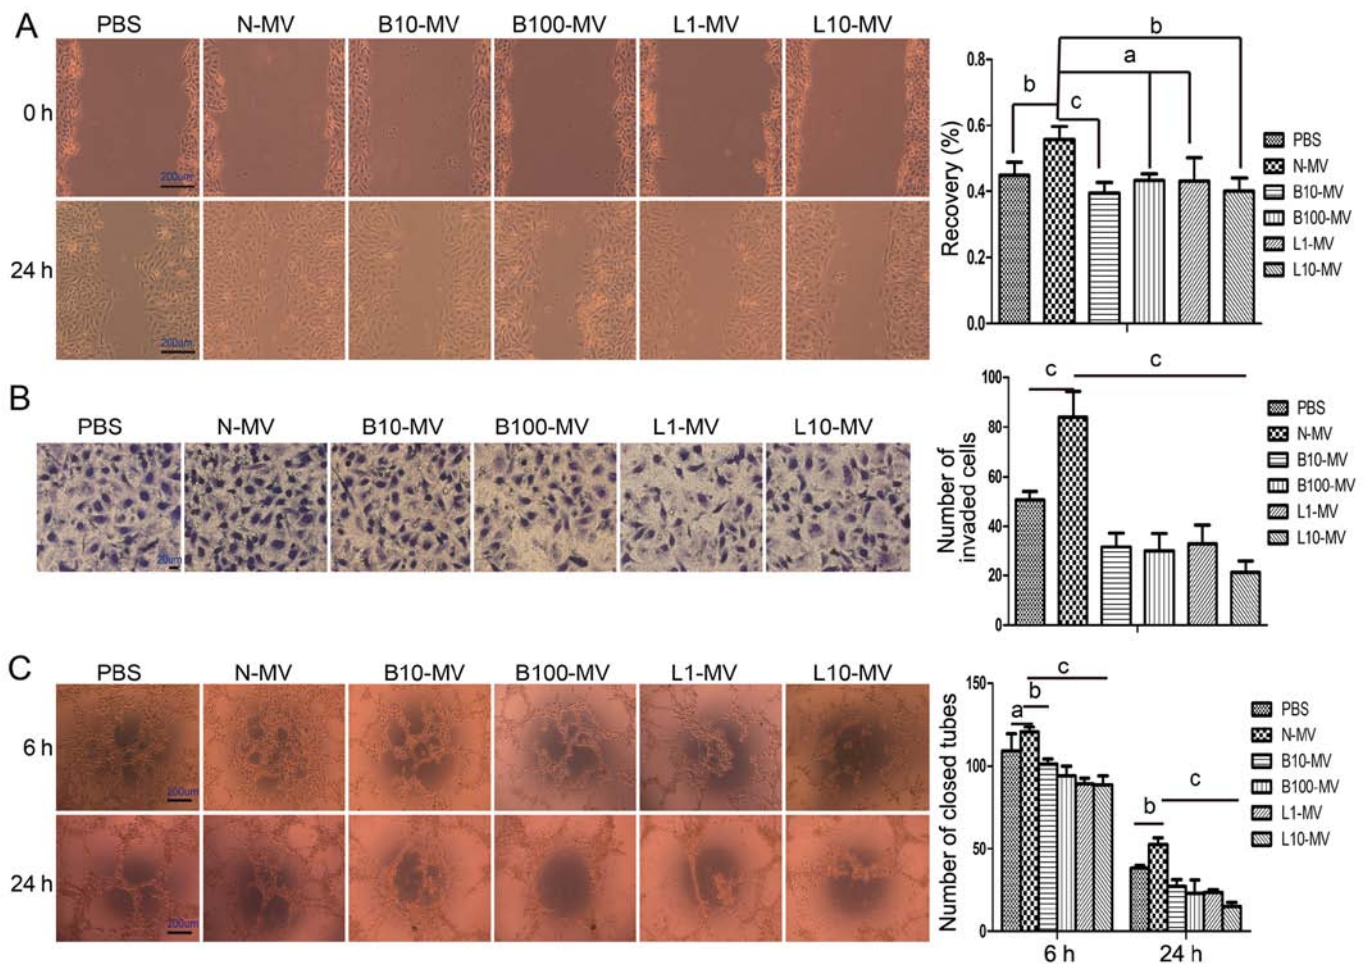 A
PBS N-MV B10-MV B100-MV L1-MV L10-MV
0 h
200um
24 h
200um
b
a
b
c
0.8
0.6
0.4
0.2
0.0
Recovery (%)
PBS
N-MV
B10-MV
B100-MV
L1-MV
L10-MV
B
PBS N-MV B10-MV B100-MV L1-MV L10-MV
20um
c c
100
80
60
40
20
0
Number of
invaded cells
PBS
N-MV
B10-MV
B100-MV
L1-MV
L10-MV
C
PBS N-MV B10-MV B100-MV L1-MV L10-MV
6 h
200um
24 h
200um
c
b
a
c
b
150
100
50
0
Number of closed tubes
6 h 24 h
PBS
N-MV
B10-MV
B100-MV
L1-MV
L10-MV